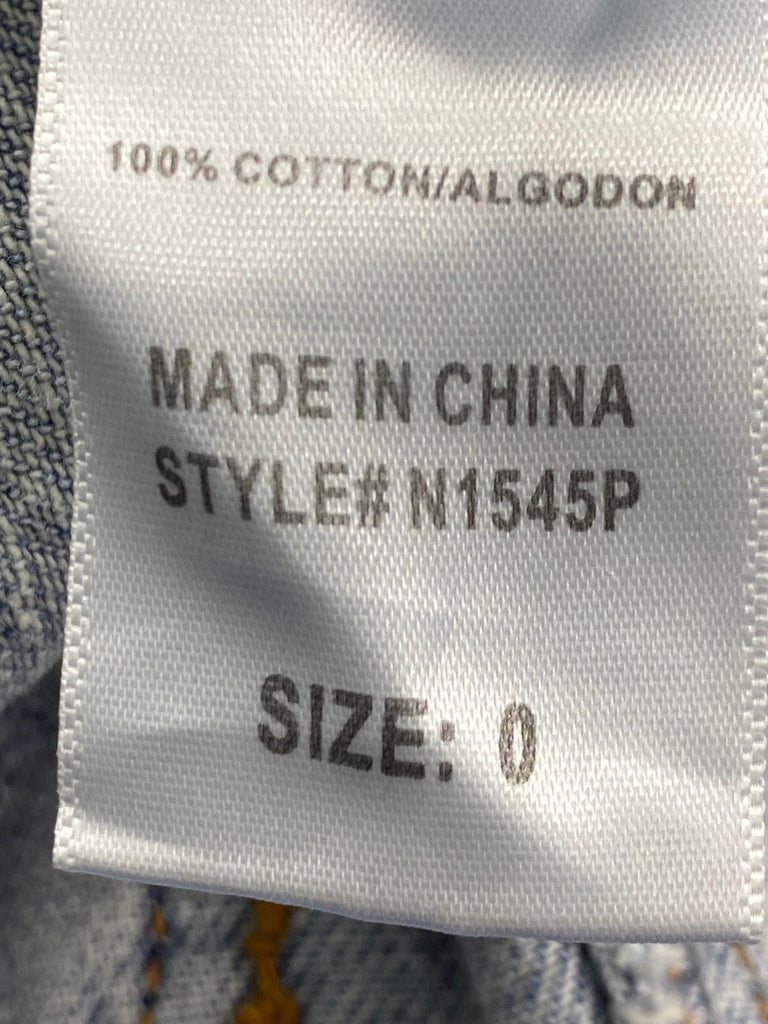 100% COTTON/ALGODON
MADE IN CHINA
STYLE# N1545P
SIZE: 0